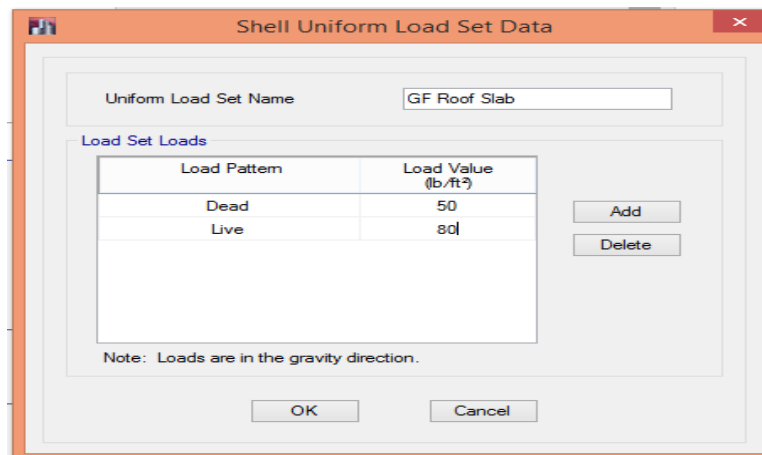 Shell Uniform Load Set Data
Uniform Load Set Name GF Roof Slab
Load Set Loads
Load Pattern Load Value
(lb/ft²)
Dead 50
Live 80
Add
Delete
Note: Loads are in the gravity direction.
OK Cancel